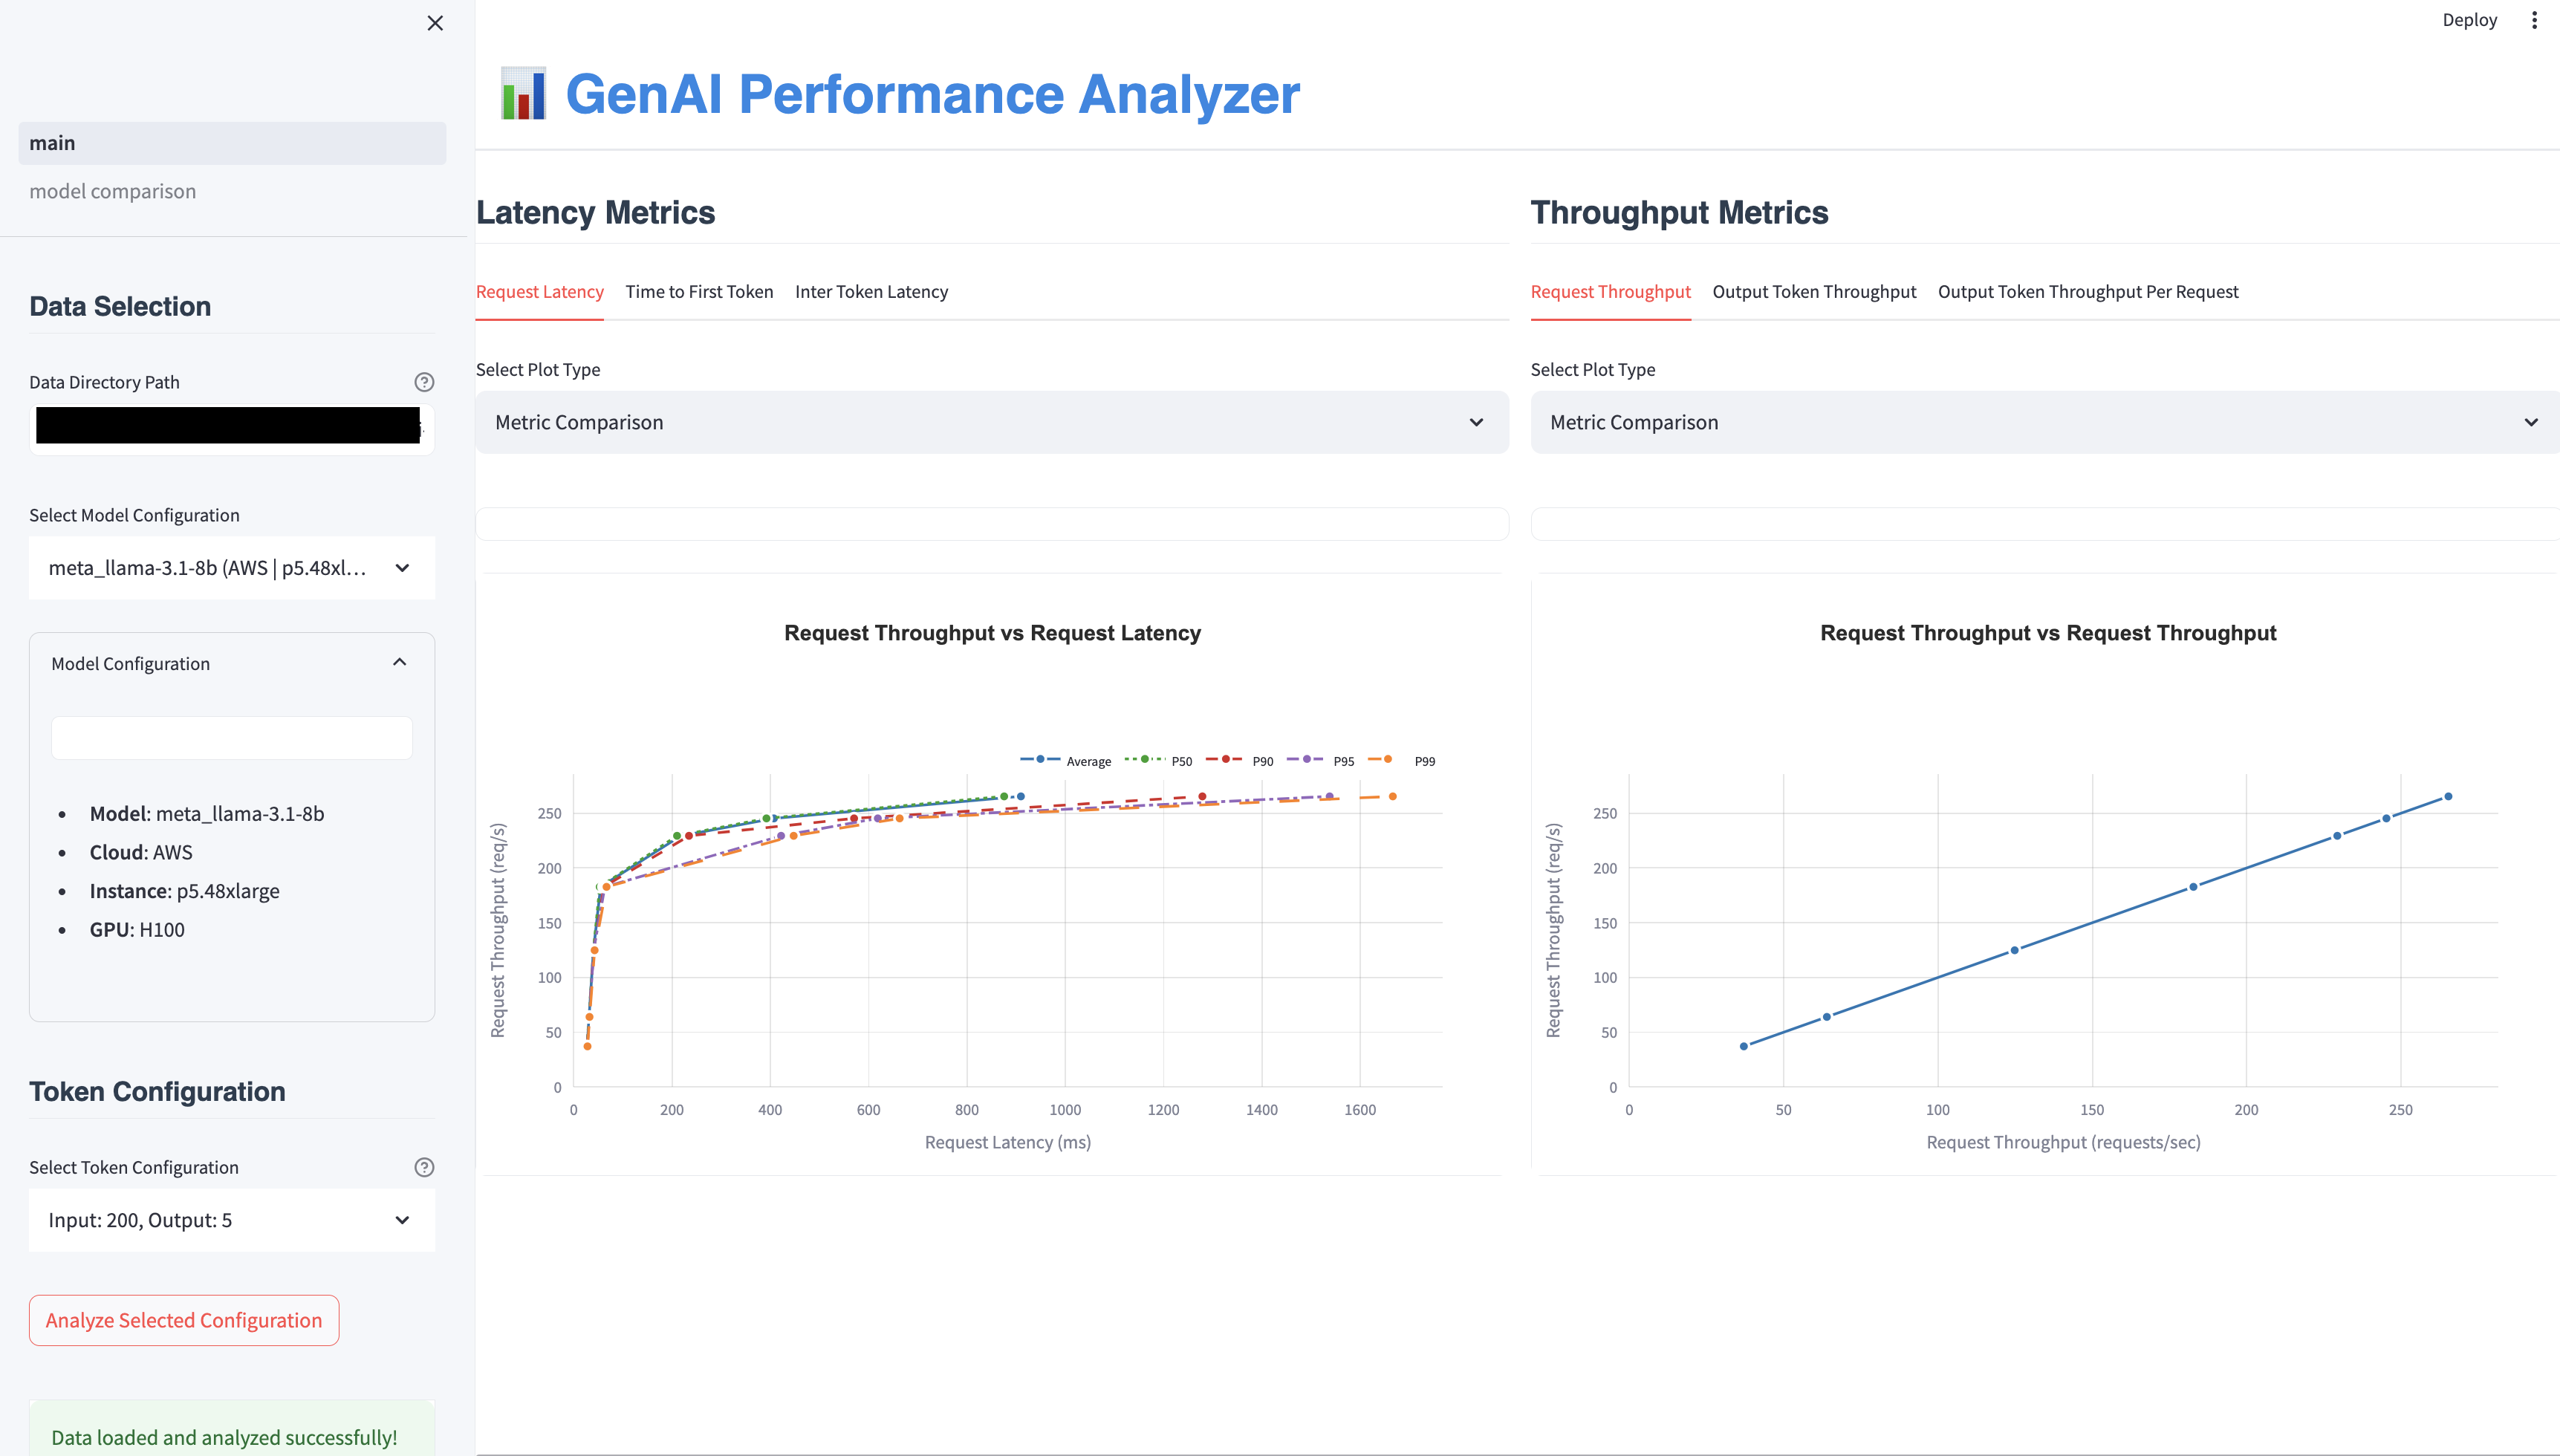 Deploy
GenAI Performance Analyzer
main
model comparison
Data Selection
Data Directory Path
Select Model Configuration
meta_llama-3.1-8b (AWS | p5.48xl...
Model Configuration
• Model: meta_llama-3.1-8b
• Cloud: AWS
• Instance: p5.48xlarge
• GPU: H100
Token Configuration
Select Token Configuration
Input: 200, Output: 5
Analyze Selected Configuration
Data loaded and analyzed successfully!
Latency Metrics
Request Latency Time to First Token Inter Token Latency
Select Plot Type
Metric Comparison
Request Throughput vs Request Latency
Average P50 P90 P95 P99
Request Throughput (req/s)
250
200
150
100
50
0
0 200 400 600 800 1000 1200 1400 1600
Request Latency (ms)
Throughput Metrics
Request Throughput Output Token Throughput Output Token Throughput Per Request
Select Plot Type
Metric Comparison
Request Throughput vs Request Throughput
Request Throughput (req/s)
250
200
150
100
50
0
0 50 100 150 200 250
Request Throughput (requests/sec)